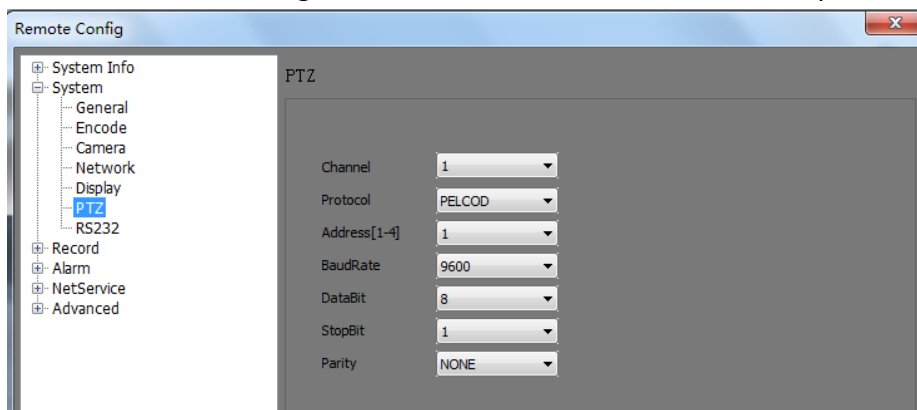 Remote Config
System Info
System
General
Encode
Camera
Network
Display
PTZ
RS232
Record
Alarm
NetService
Advanced
PTZ
Channel 1
Protocol PELCOD
Address[1-4] 1
BaudRate 9600
DataBit 8
StopBit 1
Parity NONE